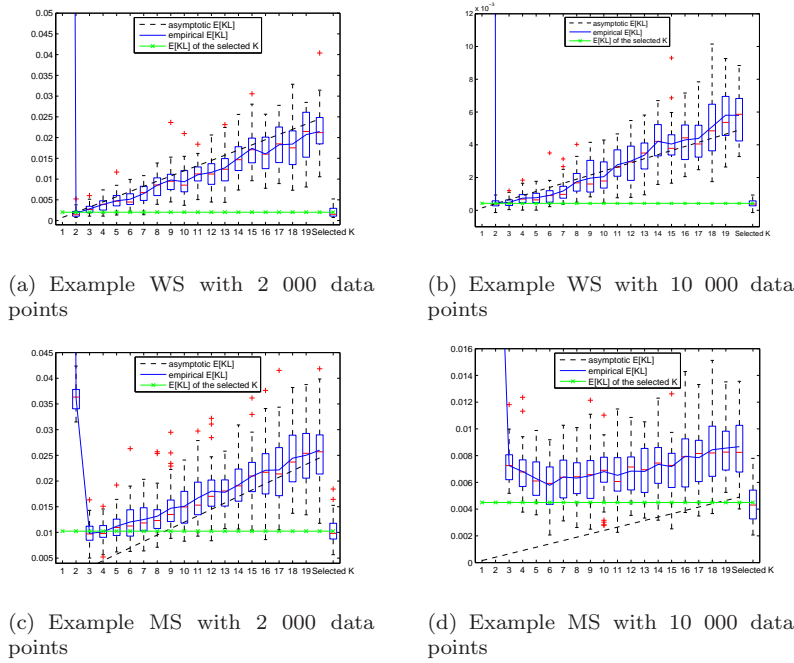 0.05
0.045
0.04
0.035
0.03
0.025
0.02
0.015
0.01
0.005
0
asymptotic E[KL]
empirical E[KL]
E[KL] of the selected K
1 2 3 4 5 6 7 8 9 10 11 12 13 14 15 16 17 18 19 Selected K
(a) Example WS with 2 000 data
points
12 x 10⁻³
10
8
6
4
2
0
asymptotic E[KL]
empirical E[KL]
E[KL] of the selected K
1 2 3 4 5 6 7 8 9 10 11 12 13 14 15 16 17 18 19 Selected K
(b) Example WS with 10 000 data
points
0.045
0.04
0.035
0.03
0.025
0.02
0.015
0.01
0.005
asymptotic E[KL]
empirical E[KL]
E[KL] of the selected K
1 2 3 4 5 6 7 8 9 10 11 12 13 14 15 16 17 18 19 Selected K
(c) Example MS with 2 000 data
points
0.016
0.014
0.012
0.01
0.008
0.006
0.004
0.002
0
asymptotic E[KL]
empirical E[KL]
E[KL] of the selected K
1 2 3 4 5 6 7 8 9 10 11 12 13 14 15 16 17 18 19 Selected K
(d) Example MS with 10 000 data
points